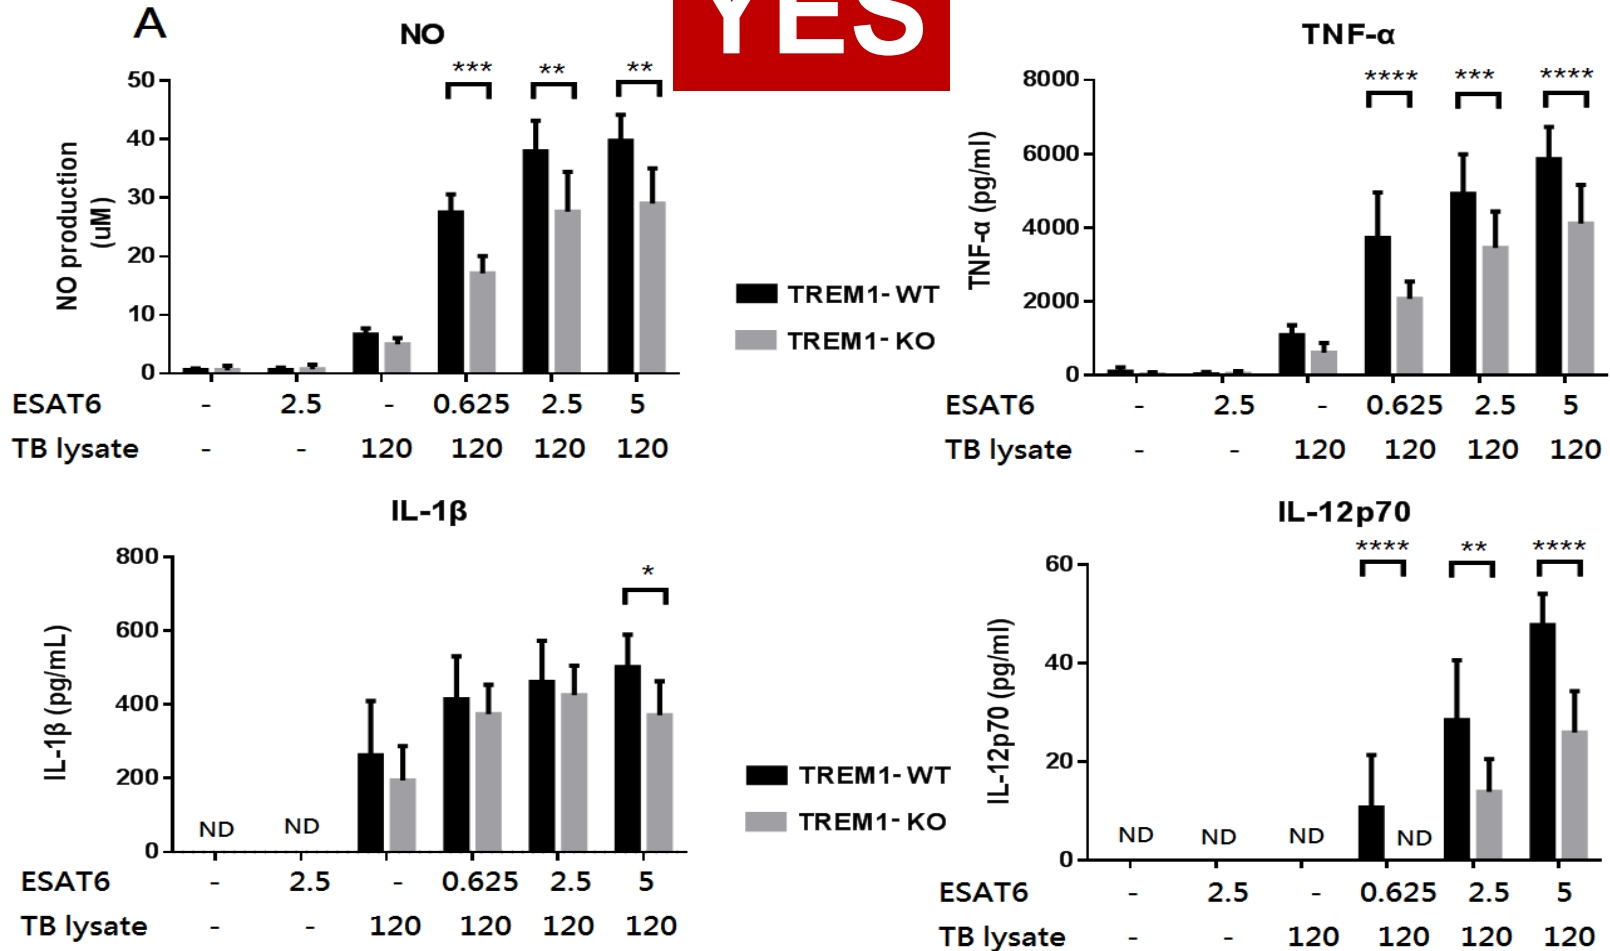 A
YES
NO
50
40
30
20
10
0
NO production
(uM)
*** ** **
ESAT6 - 2.5 - 0.625 2.5 5
TB lysate - - 120 120 120 120
TREM1-WT
TREM1-KO
TNF-α
8000
6000
4000
2000
0
TNF-α (pg/ml)
**** *** ****
ESAT6 - 2.5 - 0.625 2.5 5
TB lysate - - 120 120 120 120
IL-1β
800
600
400
200
0
IL-1β (pg/mL)
*
ND ND
ESAT6 - 2.5 - 0.625 2.5 5
TB lysate - - 120 120 120 120
TREM1-WT
TREM1-KO
IL-12p70
60
40
20
0
IL-12p70 (pg/ml)
**** ** ****
ND ND ND ND
ESAT6 - 2.5 - 0.625 2.5 5
TB lysate - - 120 120 120 120